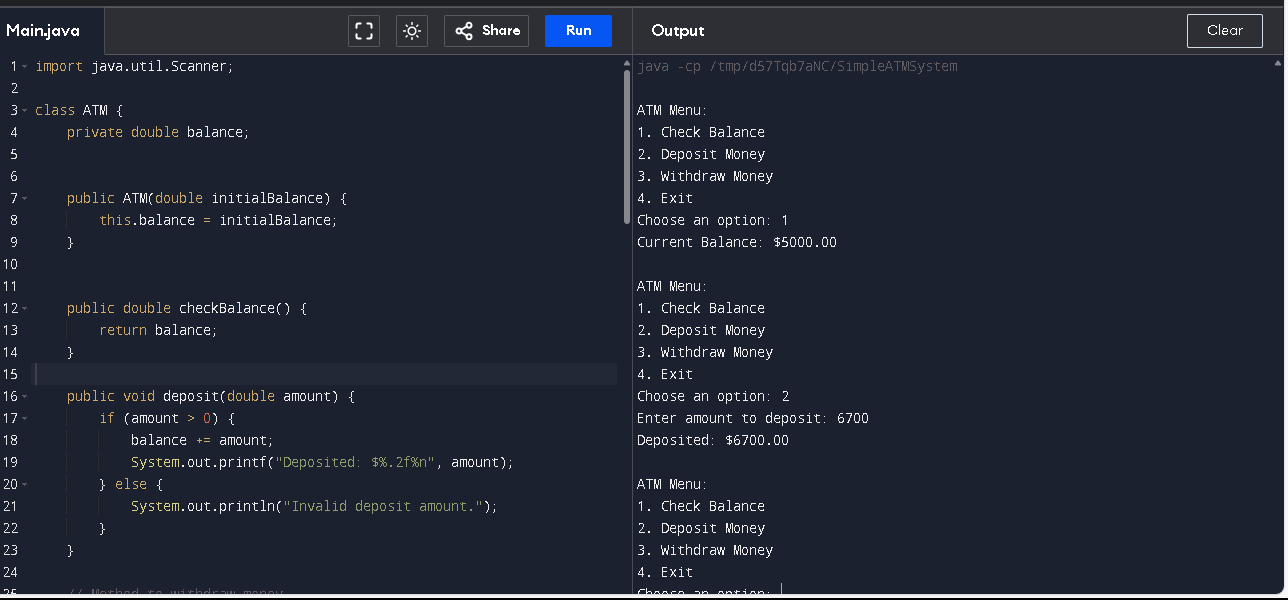 Main.java
Share
Run
1 import java.util.Scanner;
2
3 class ATM {
4     private double balance;
5
6
7     public ATM(double initialBalance) {
8         this.balance = initialBalance;
9     }
10
11
12     public double checkBalance() {
13         return balance;
14     }
15
16     public void deposit(double amount) {
17         if (amount > 0) {
18             balance += amount;
19             System.out.printf("Deposited: $%.2f%n", amount);
20         } else {
21             System.out.println("Invalid deposit amount.");
22         }
23     }
24
25     // Method to withdraw money
Output
Clear
java -cp /tmp/d57Tqb7aNC/SimpleATMSystem
ATM Menu:
1. Check Balance
2. Deposit Money
3. Withdraw Money
4. Exit
Choose an option: 1
Current Balance: $5000.00
ATM Menu:
1. Check Balance
2. Deposit Money
3. Withdraw Money
4. Exit
Choose an option: 2
Enter amount to deposit: 6700
Deposited: $6700.00
ATM Menu:
1. Check Balance
2. Deposit Money
3. Withdraw Money
4. Exit
Choose an option: